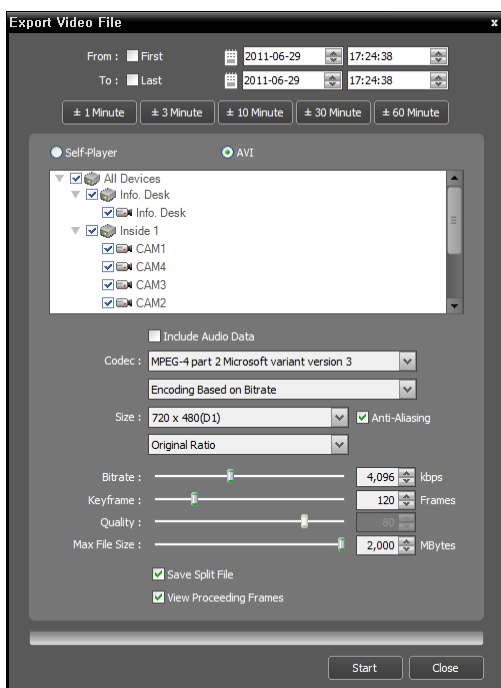 Export Video File x
From : First 2011-06-29 17:24:38
To : Last 2011-06-29 17:24:38
± 1 Minute ± 3 Minute ± 10 Minute ± 30 Minute ± 60 Minute
Self-Player AVI
All Devices
Info. Desk
Info. Desk
Inside 1
CAM1
CAM4
CAM3
CAM2
Include Audio Data
Codec : MPEG-4 part 2 Microsoft variant version 3
Encoding Based on Bitrate
Size : 720 x 480(D1) Anti-Aliasing
Original Ratio
Bitrate : 4,096 kbps
Keyframe : 120 Frames
Quality : 80
Max File Size : 2,000 MBytes
Save Split File
View Proceeding Frames
Start Close